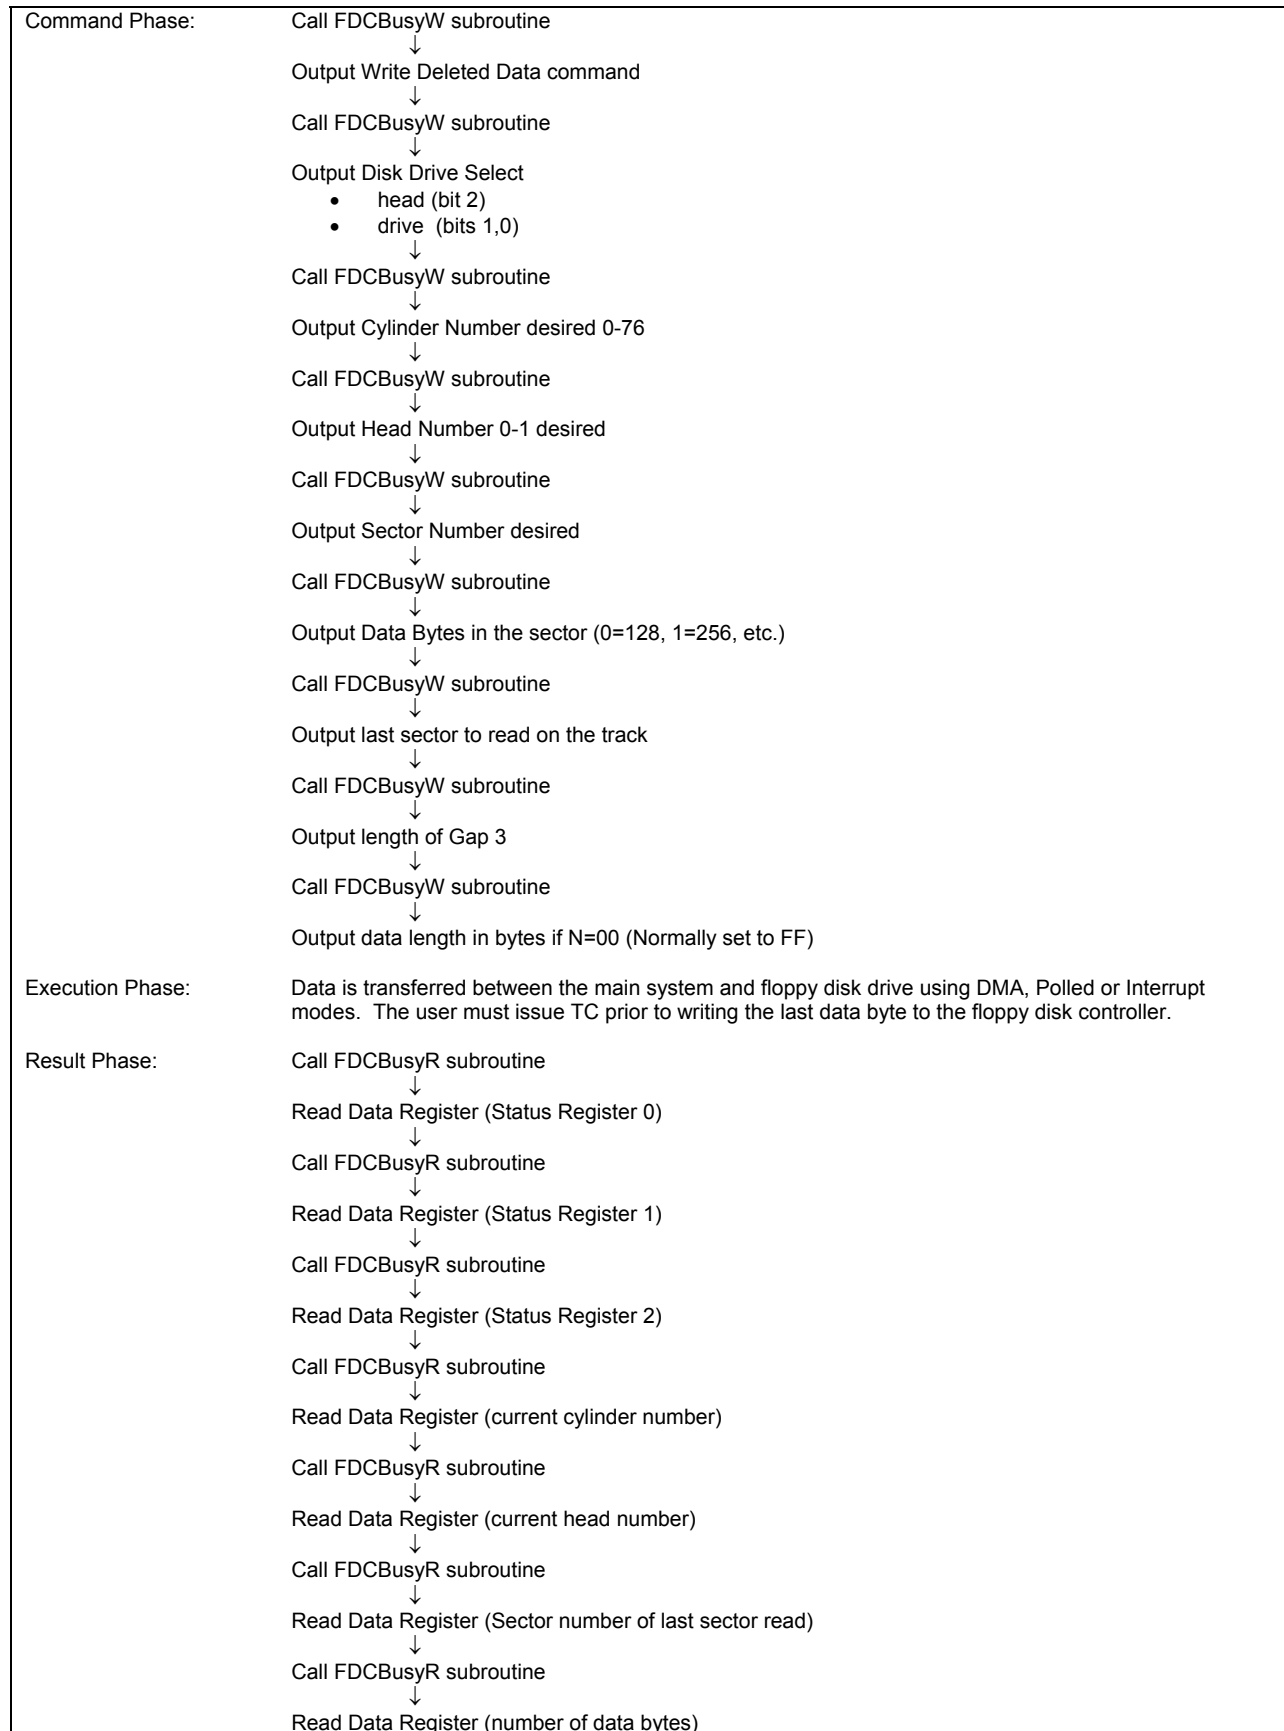 Command Phase: Call FDCBusyW subroutine
↓
Output Write Deleted Data command
↓
Call FDCBusyW subroutine
↓
Output Disk Drive Select
• head (bit 2)
• drive (bits 1,0)
↓
Call FDCBusyW subroutine
↓
Output Cylinder Number desired 0-76
↓
Call FDCBusyW subroutine
↓
Output Head Number 0-1 desired
↓
Call FDCBusyW subroutine
↓
Output Sector Number desired
↓
Call FDCBusyW subroutine
↓
Output Data Bytes in the sector (0=128, 1=256, etc.)
↓
Call FDCBusyW subroutine
↓
Output last sector to read on the track
↓
Call FDCBusyW subroutine
↓
Output length of Gap 3
↓
Call FDCBusyW subroutine
↓
Output data length in bytes if N=00 (Normally set to FF)
Execution Phase: Data is transferred between the main system and floppy disk drive using DMA, Polled or Interrupt
modes. The user must issue TC prior to writing the last data byte to the floppy disk controller.
Result Phase: Call FDCBusyR subroutine
↓
Read Data Register (Status Register 0)
↓
Call FDCBusyR subroutine
↓
Read Data Register (Status Register 1)
↓
Call FDCBusyR subroutine
↓
Read Data Register (Status Register 2)
↓
Call FDCBusyR subroutine
↓
Read Data Register (current cylinder number)
↓
Call FDCBusyR subroutine
↓
Read Data Register (current head number)
↓
Call FDCBusyR subroutine
↓
Read Data Register (Sector number of last sector read)
↓
Call FDCBusyR subroutine
↓
Read Data Register (number of data bytes)